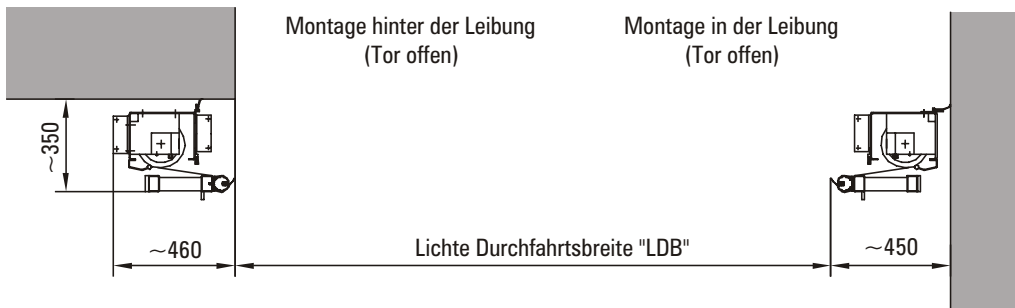 Montage hinter der Leibung
(Tor offen)
Montage in der Leibung
(Tor offen)
~350
~460
Lichte Durchfahrtsbreite "LDB"
~450